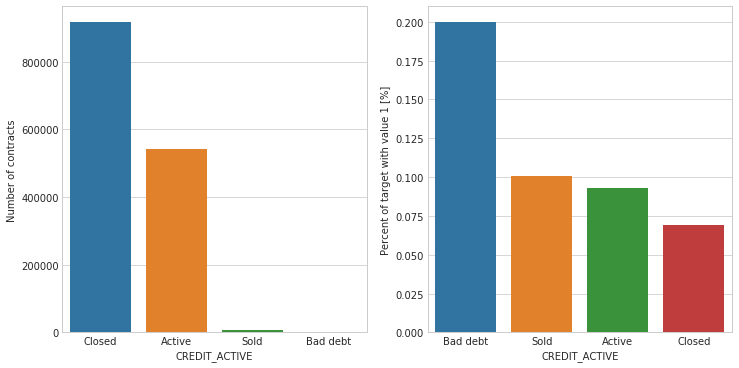 Number of contracts
800000
600000
400000
200000
0
Closed Active Sold Bad debt
CREDIT_ACTIVE
Percent of target with value 1 [%]
0.200
0.175
0.150
0.125
0.100
0.075
0.050
0.025
0.000
Bad debt Sold Active Closed
CREDIT_ACTIVE